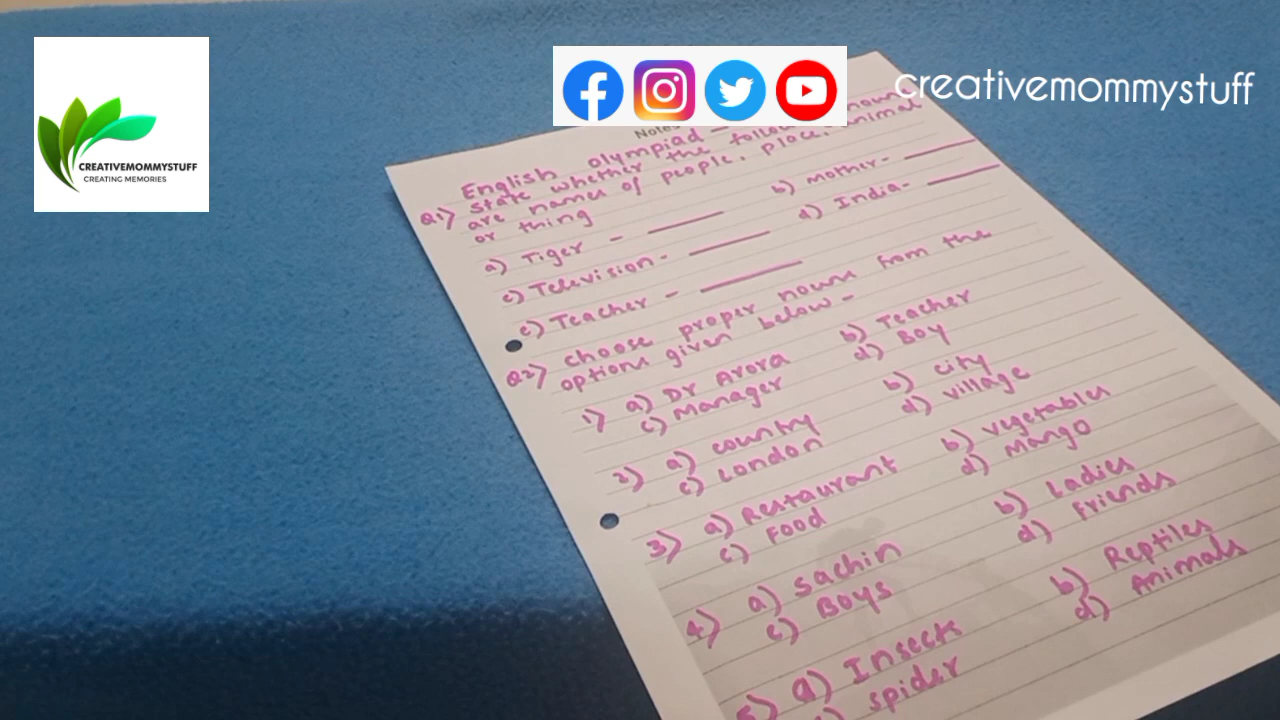 CREATIVEMOMMYSTUFF
CREATING MEMORIES
creativemommystuff
Notes
English olympiad
Q1) State whether the noun
are names of people, place, animal
or thing
a) Tiger - b) Mother-
c) Television- d) India-
e) Teacher -
Q2) choose proper nouns from the
options given below -
1) a) Dr Arora b) Teacher
c) Manager d) Boy
2) a) country b) city
c) London d) village
3) a) Restaurant b) vegetables
c) Food d) Mango
4) a) sachin b) Ladies
c) Boys d) Friends
5) a) Insects b) Reptiles
c) spider d) Animals